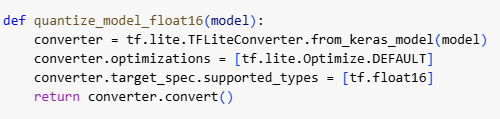 def quantize_model_float16(model):
    converter = tf.lite.TFLiteConverter.from_keras_model(model)
    converter.optimizations = [tf.lite.Optimize.DEFAULT]
    converter.target_spec.supported_types = [tf.float16]
    return converter.convert()